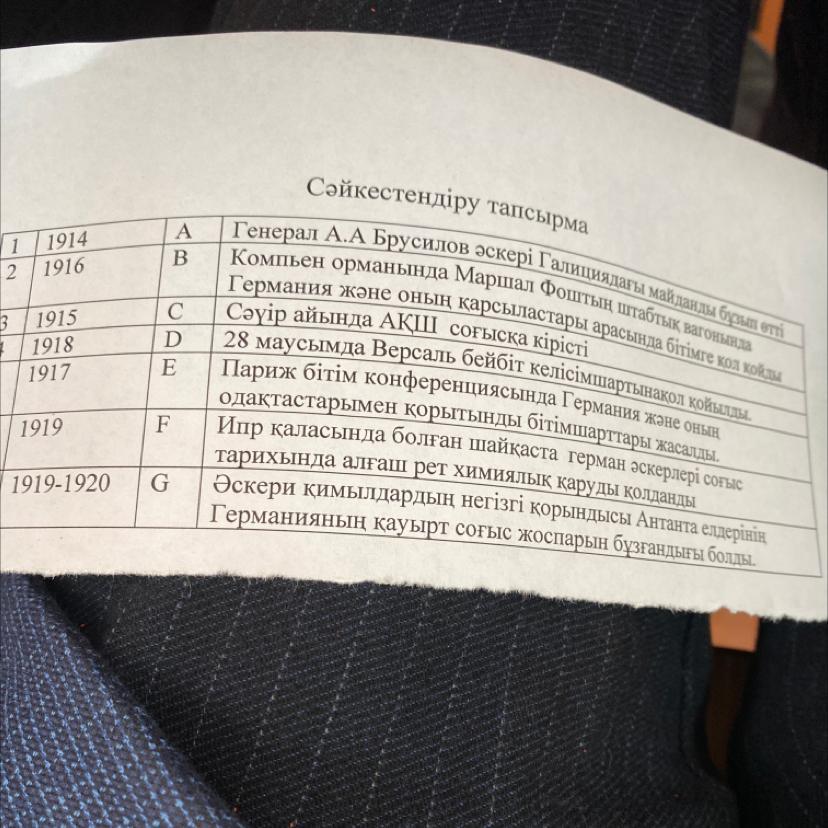 Сәйкестендіру тапсырма
1 1914 A Генерал А.А Брусилов әскері Галициядағы майданды бұзып өтті
2 1916 B Компьен орманында Маршал Фоштың штабтық вагонында
Германия және оның қарсыластары арасында бітімге қол қойды
3 1915 C Сәуір айында АҚШ соғысқа кірісті
4 1918 D 28 маусымда Версаль бейбіт келісімшартынақол қойылды.
1917 E Париж бітім конференциясында Германия және оның
одақтастарымен қорытынды бітімшарттары жасалды.
1919 F Ипр қаласында болған шайқаста герман әскерлері соғыс
тарихында алғаш рет химиялық қаруды қолданды
1919-1920 G Әскери қимылдардың негізгі қорындысы Антанта елдерінің
Германияның қауырт соғыс жоспарын бұзғандығы болды.